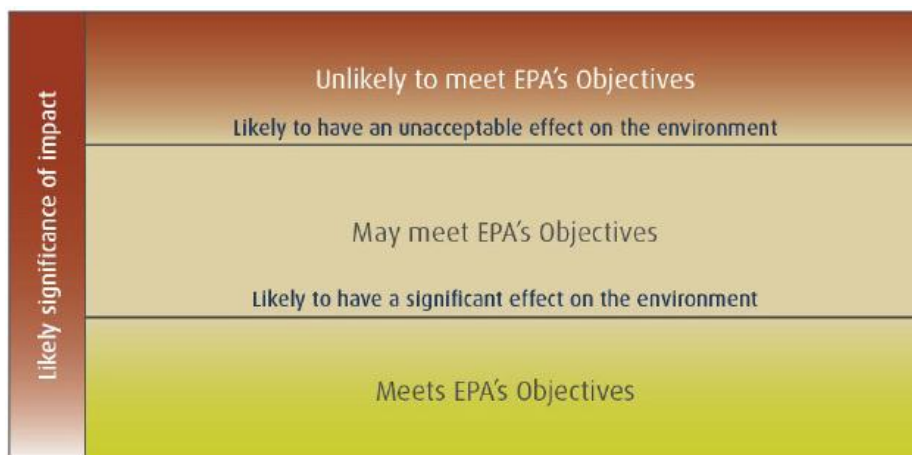 Likely significance of impact
Unlikely to meet EPA's Objectives
Likely to have an unacceptable effect on the environment
May meet EPA's Objectives
Likely to have a significant effect on the environment
Meets EPA's Objectives